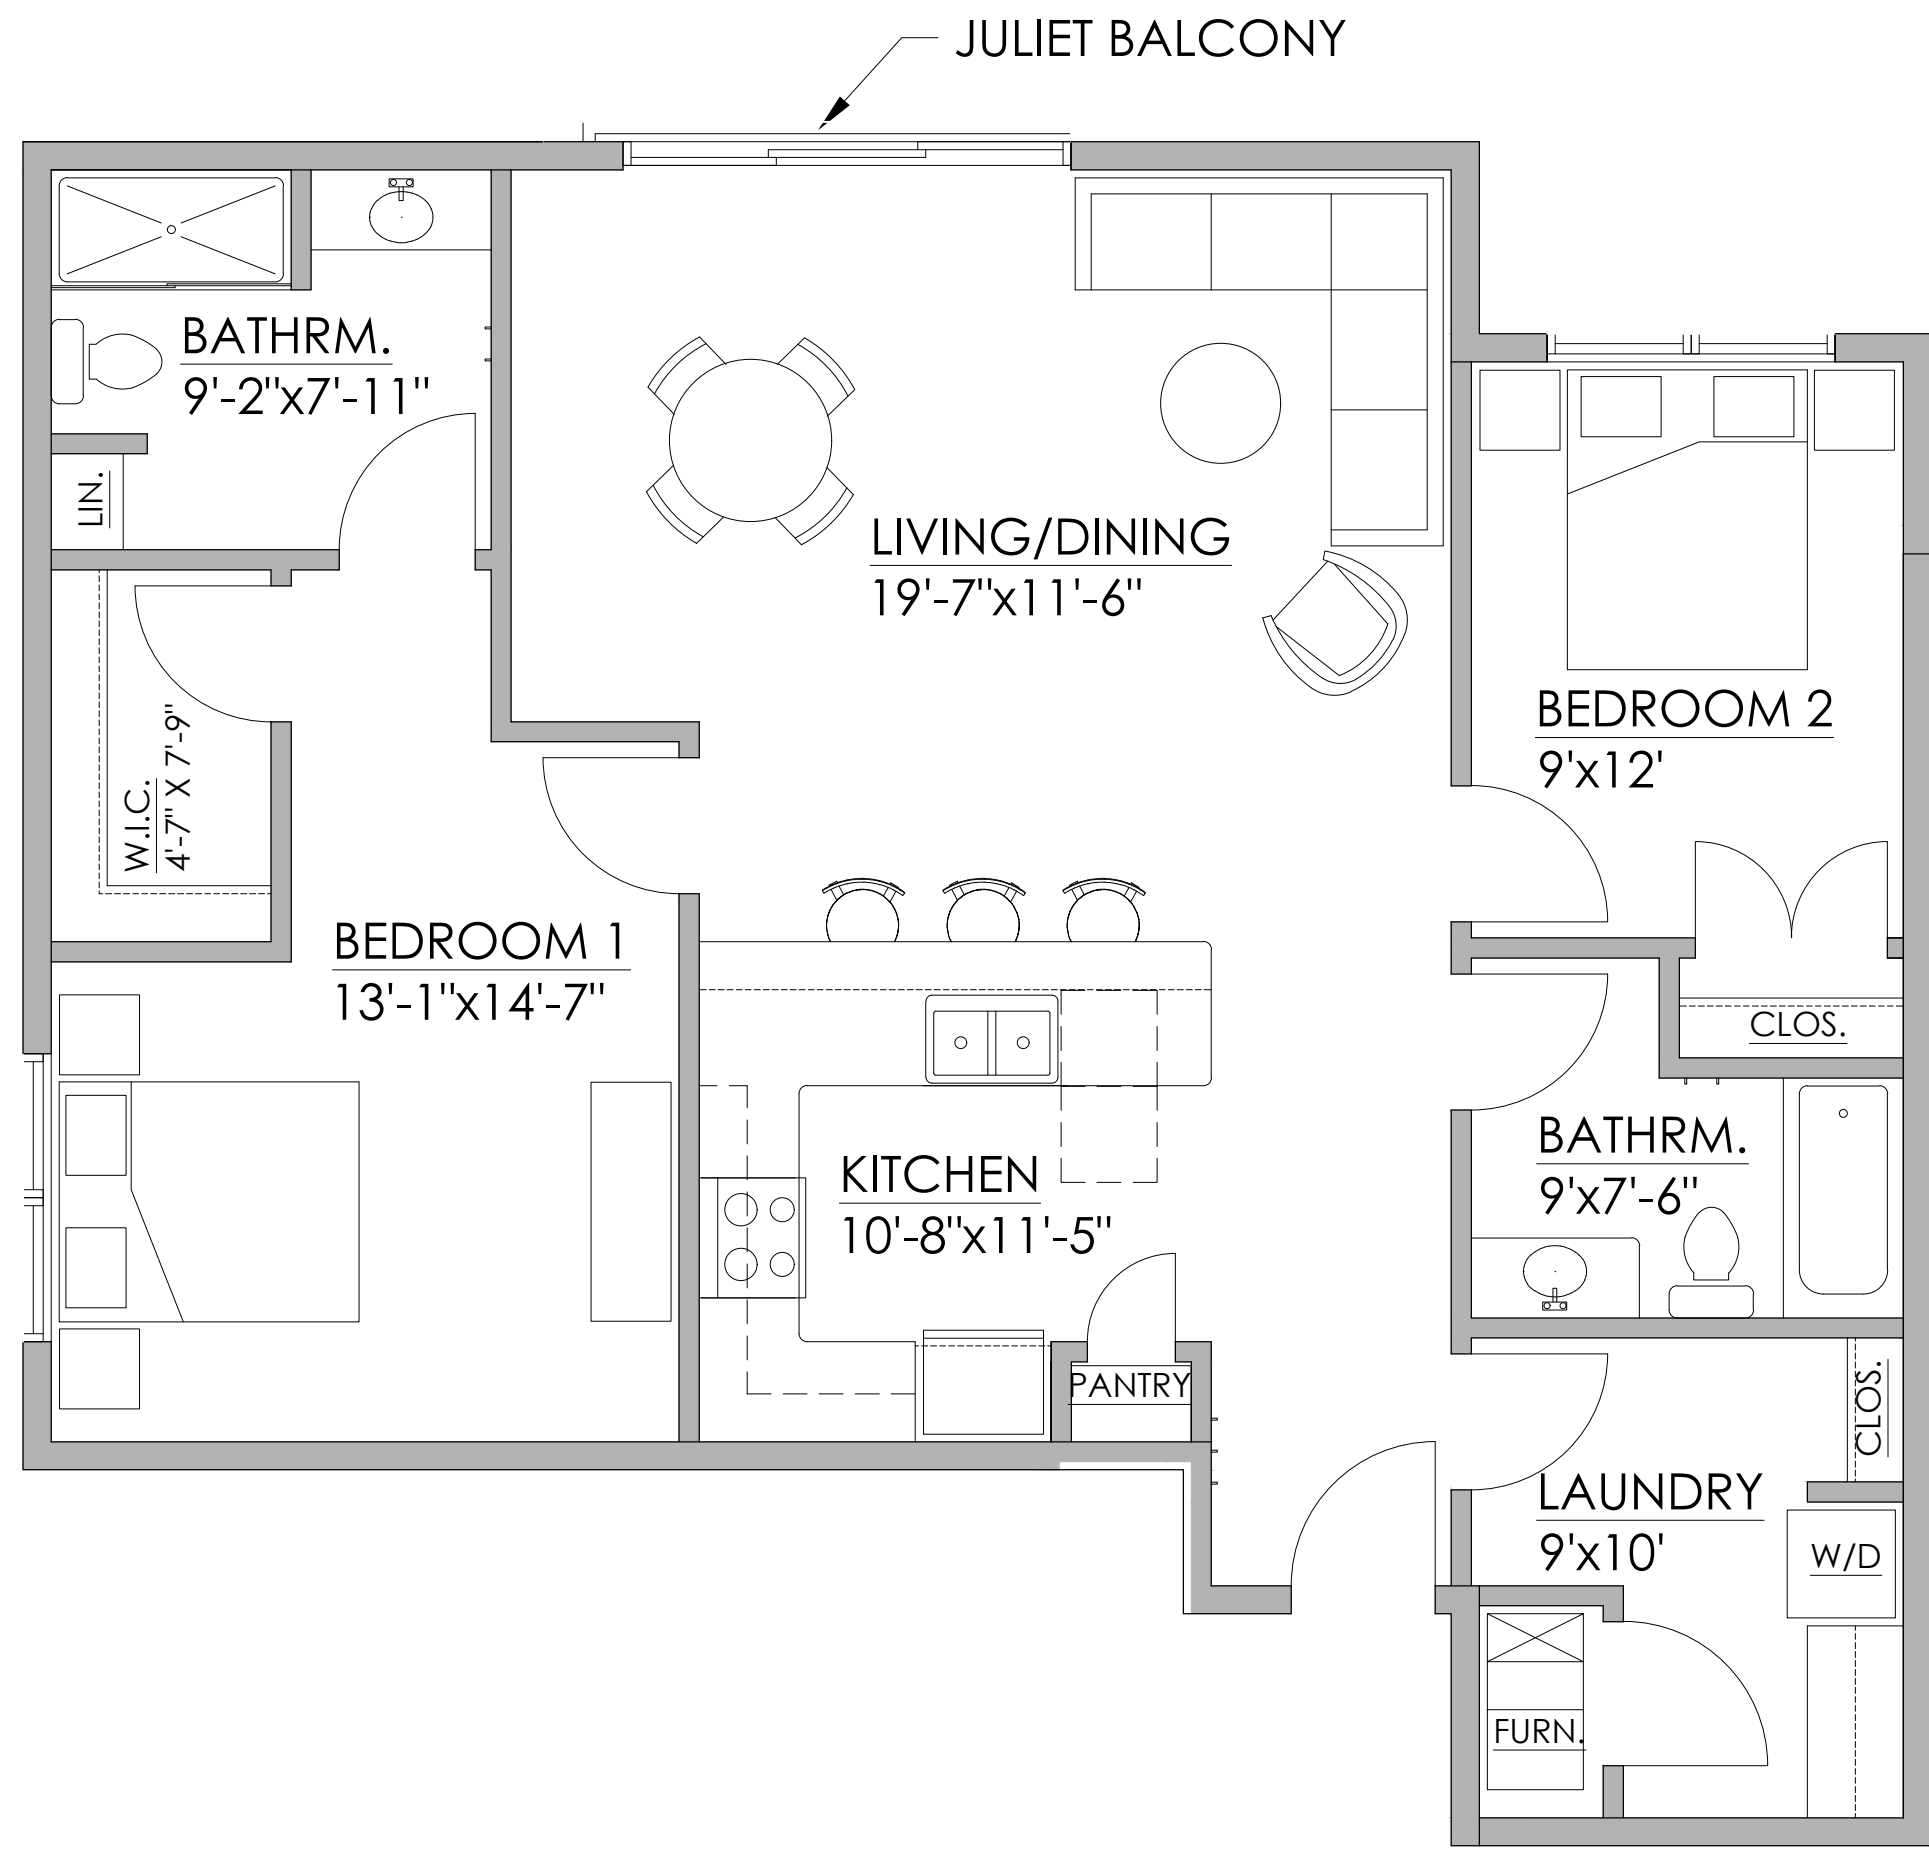 JULIET BALCONY
BATHRM.
9'-2"x7'-11"
LIN.
LIVING/DINING
19'-7"x11'-6"
BEDROOM 2
9'x12'
W.I.C.
4'-7" X 7'-9"
BEDROOM 1
13'-1"x14'-7"
CLOS.
BATHRM.
9'x7'-6"
KITCHEN
10'-8"x11'-5"
PANTRY
CLOS.
LAUNDRY
9'x10'
W/D
FURN.